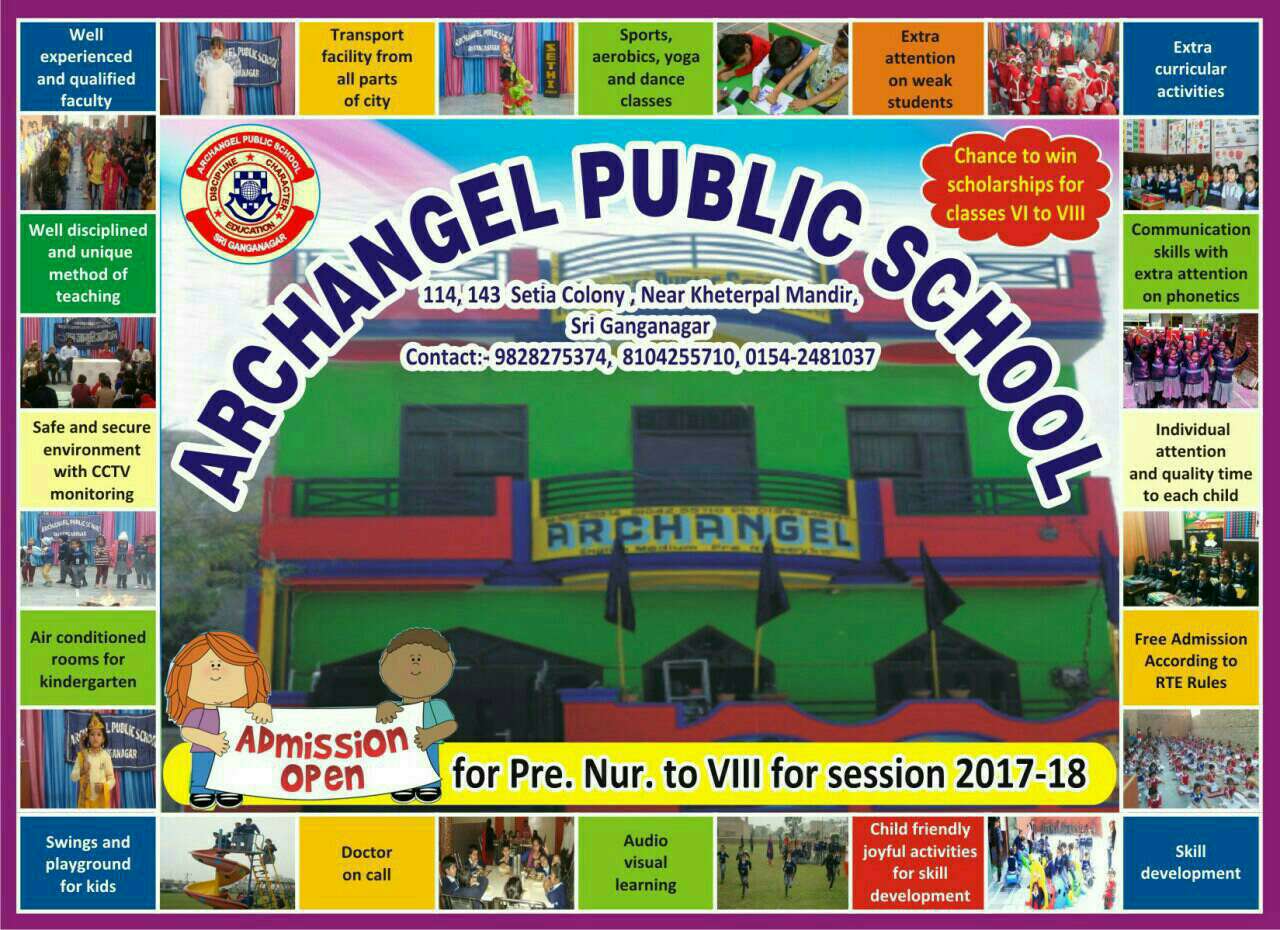 Well
experienced
and qualified
faculty
Transport
facility from
all parts
of city
Sports,
aerobics, yoga
and dance
classes
Extra
attention
on weak
students
Extra
curricular
activities
ARCHANGEL PUBLIC SCHOOL
DISCIPLINE
CHARACTER
EDUCATION
SRI GANGANAGAR
Chance to win
scholarships for
classes VI to VIII
ARCHANGEL PUBLIC SCHOOL
114, 143 Setia Colony , Near Kheterpal Mandir,
Sri Ganganagar
Contact:- 9828275374, 8104255710, 0154-2481037
Well disciplined
and unique
method of
teaching
Communication
skills with
extra attention
on phonetics
Safe and secure
environment
with CCTV
monitoring
Individual
attention
and quality time
to each child
ARCHANGEL
Air conditioned
rooms for
kindergarten
Free Admission
According to
RTE Rules
ADMISSION
OPEN
for Pre. Nur. to VIII for session 2017-18
Swings and
playground
for kids
Doctor
on call
Audio
visual
learning
Child friendly
joyful activities
for skill
development
Skill
development